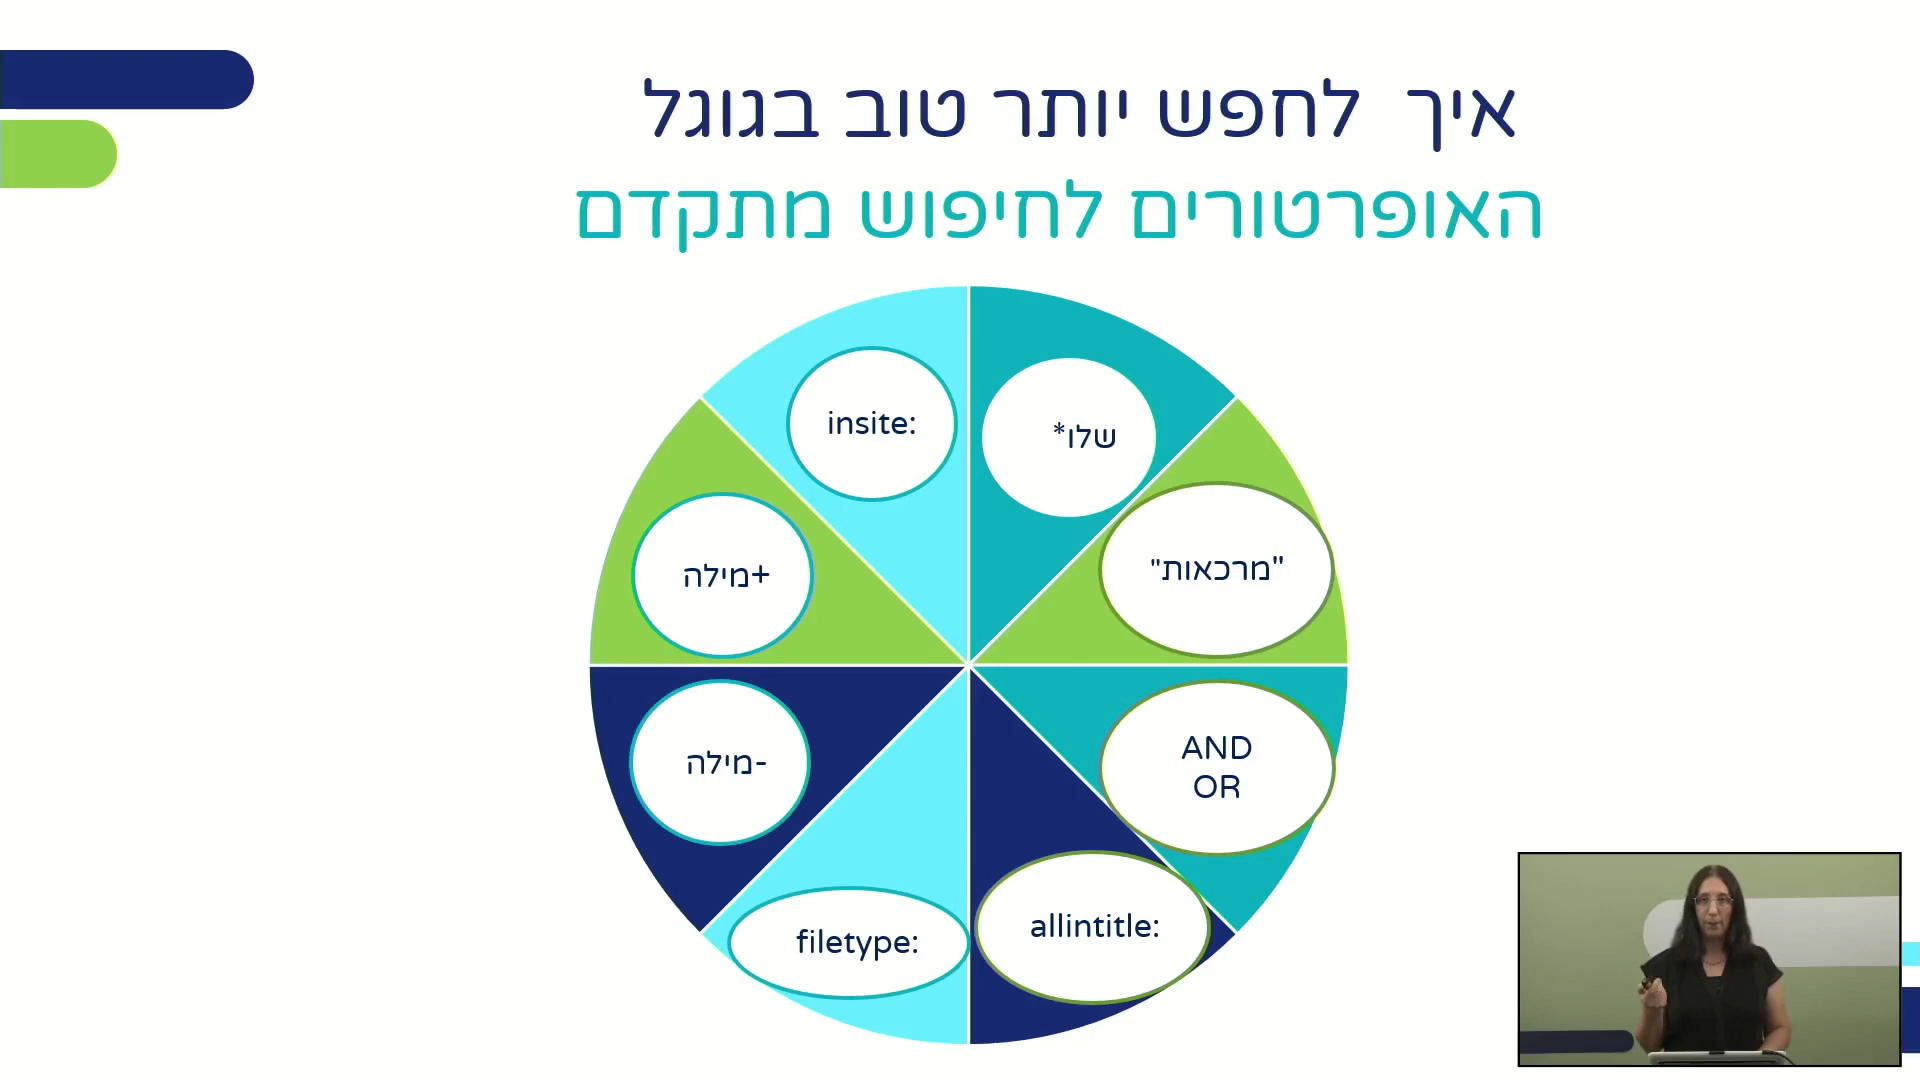 איך לחפש יותר טוב בגוגל
האופרטורים לחיפוש מתקדם
שלו*
"מרכאות"
AND
OR
allintitle:
filetype:
-מילה
+מילה
insite: